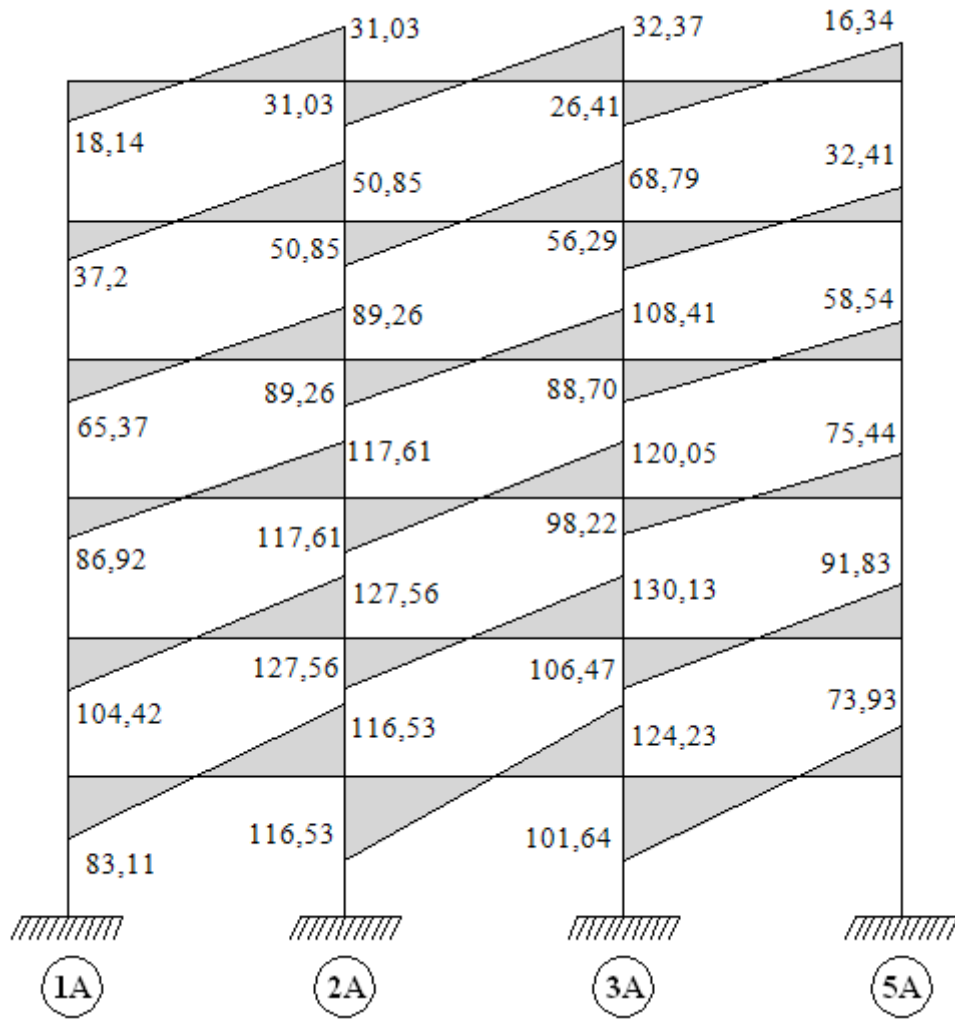 31,03 32,37 16,34
18,14 31,03 26,41
50,85 68,79 32,41
37,2 50,85 56,29
89,26 108,41 58,54
65,37 89,26 88,70
117,61 120,05 75,44
86,92 117,61 98,22
127,56 130,13 91,83
104,42 127,56 106,47
116,53 124,23 73,93
83,11 116,53 101,64
1A 2A 3A 5A